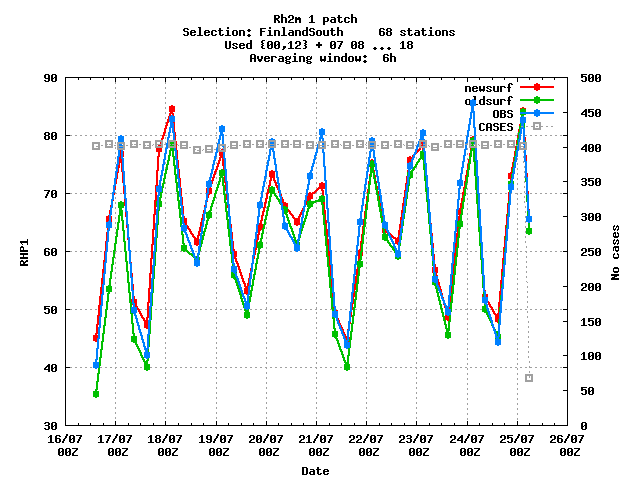 Rh2m 1 patch
Selection: FinlandSouth     68 stations
Used {00,12} + 07 08 ... 18
Averaging window:  6h
90
80
70
60
50
40
30
500
450
400
350
300
250
200
150
100
50
0
newsurf
oldsurf
OBS
CASES
RHP1
No cases
16/07 17/07 18/07 19/07 20/07 21/07 22/07 23/07 24/07 25/07 26/07
00Z 00Z 00Z 00Z 00Z 00Z 00Z 00Z 00Z 00Z 00Z
Date